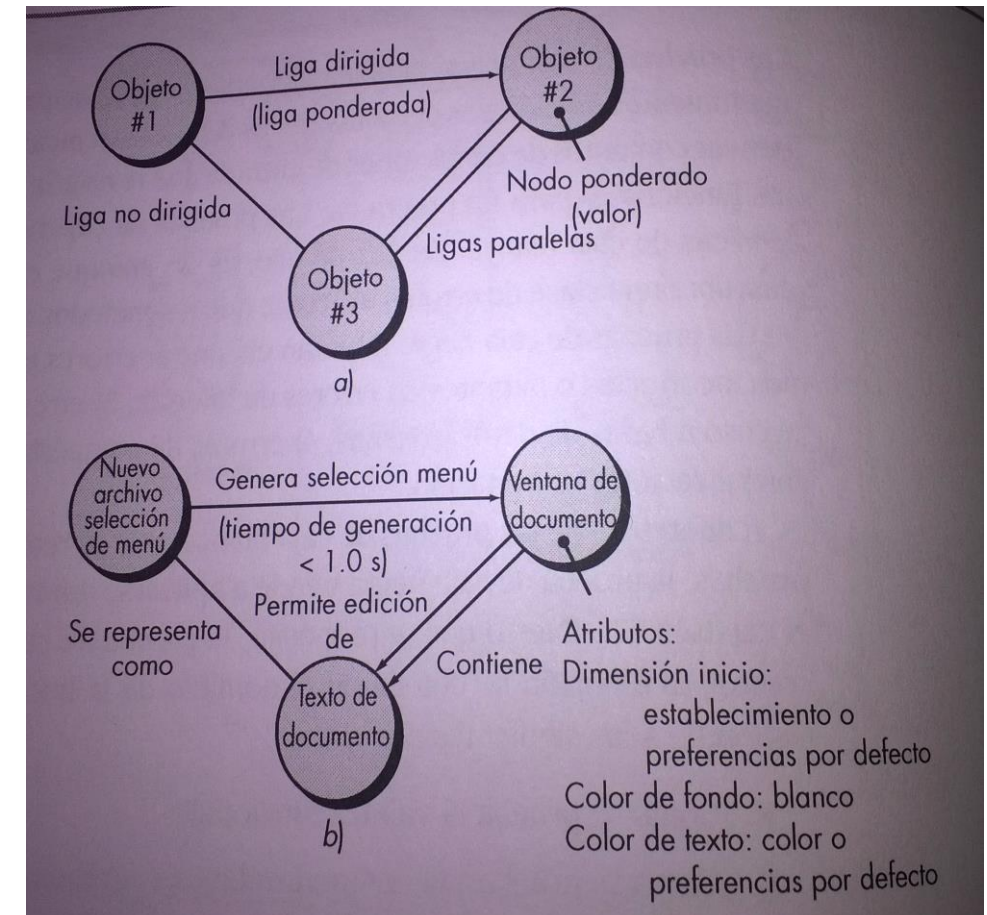 Objeto
#1
Liga dirigida
(liga ponderada)
Objeto
#2
Liga no dirigida
Nodo ponderado
(valor)
Ligas paralelas
Objeto
#3
a)
Nuevo
archivo
selección
de menú
Genera selección menú
(tiempo de generación
< 1.0 s)
Ventana de
documento
Se representa
como
Permite edición
de
Contiene
Texto de
documento
b)
Atributos:
Dimensión inicio:
establecimiento o
preferencias por defecto
Color de fondo: blanco
Color de texto: color o
preferencias por defecto